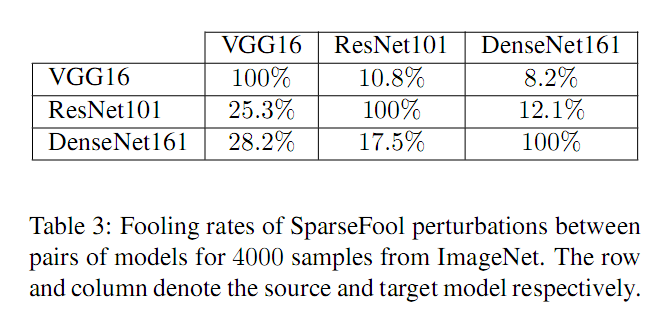 VGG16 ResNet101 DenseNet161
VGG16 100% 10.8% 8.2%
ResNet101 25.3% 100% 12.1%
DenseNet161 28.2% 17.5% 100%
Table 3: Fooling rates of SparseFool perturbations between
pairs of models for 4000 samples from ImageNet. The row
and column denote the source and target model respectively.